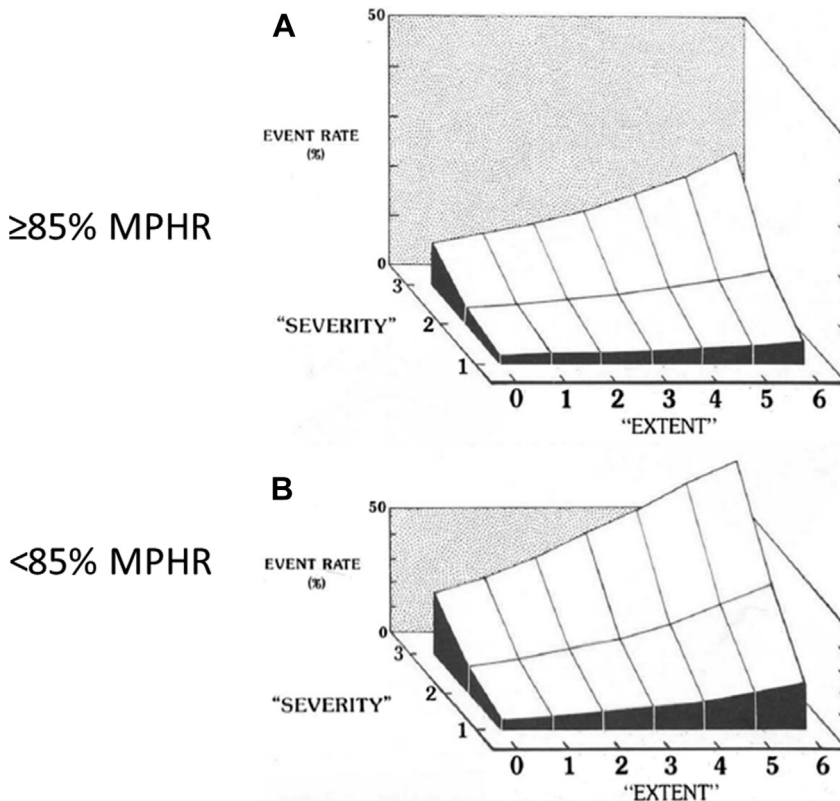 A
50
EVENT RATE
(%)
≥85% MPHR
0
3
"SEVERITY"
2
1
0 1 2 3 4 5 6
"EXTENT"
B
50
<85% MPHR
EVENT RATE
(%)
0
3
"SEVERITY"
2
1
0 1 2 3 4 5 6
"EXTENT"